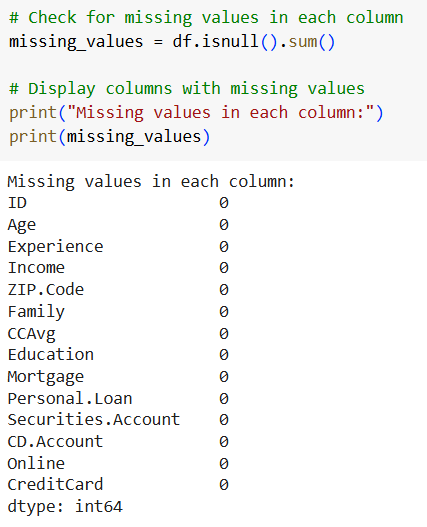 # Check for missing values in each column
missing_values = df.isnull().sum()
# Display columns with missing values
print("Missing values in each column:")
print(missing_values)
Missing values in each column:
ID 0
Age 0
Experience 0
Income 0
ZIP.Code 0
Family 0
CCAvg 0
Education 0
Mortgage 0
Personal.Loan 0
Securities.Account 0
CD.Account 0
Online 0
CreditCard 0
dtype: int64